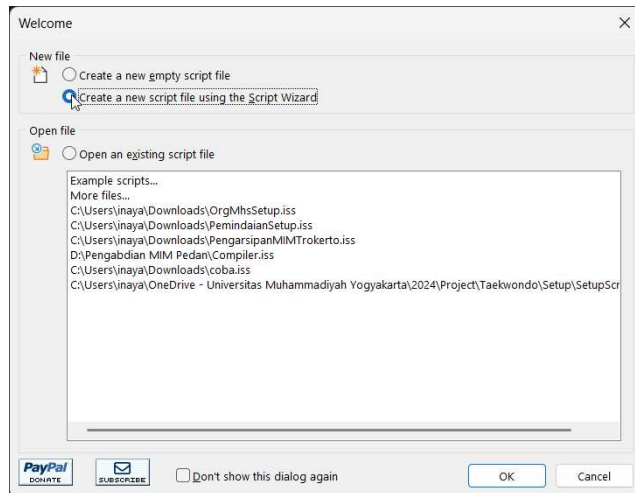 Welcome
New file
Create a new empty script file
Create a new script file using the Script Wizard
Open file
Open an existing script file
Example scripts...
More files...
C:\Users\inaya\Downloads\OrgMhsSetup.iss
C:\Users\inaya\Downloads\PemindaianSetup.iss
C:\Users\inaya\Downloads\PengarsipanMIMTrokerto.iss
D:\Pengabdian MIM Pedan\Compiler.iss
C:\Users\inaya\Downloads\coba.iss
C:\Users\inaya\OneDrive - Universitas Muhammadiyah Yogyakarta\2024\Project\Taekwondo\Setup\SetupScr
PayPal
DONATE
SUBSCRIBE
Don't show this dialog again
OK
Cancel